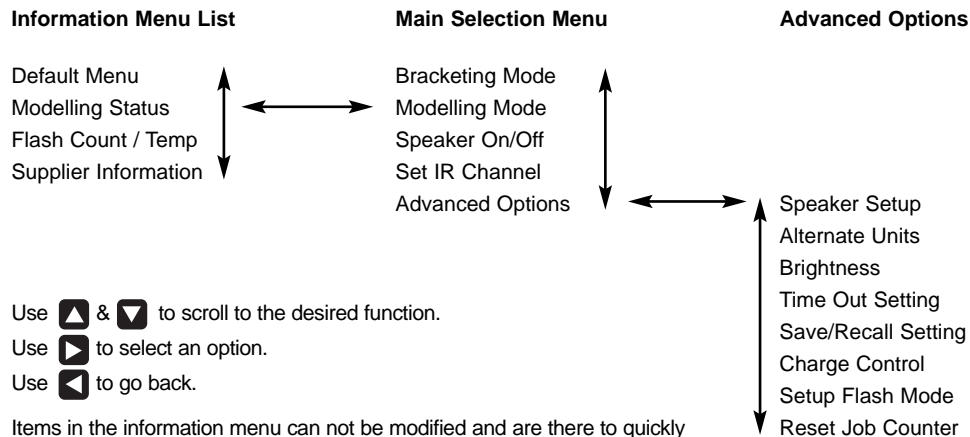 Information Menu List
Default Menu
Modelling Status
Flash Count / Temp
Supplier Information
Main Selection Menu
Bracketing Mode
Modelling Mode
Speaker On/Off
Set IR Channel
Advanced Options
Advanced Options
Speaker Setup
Alternate Units
Brightness
Time Out Setting
Save/Recall Setting
Charge Control
Setup Flash Mode
Reset Job Counter
Use & to scroll to the desired function.
Use to select an option.
Use to go back.
Items in the information menu can not be modified and are there to quickly